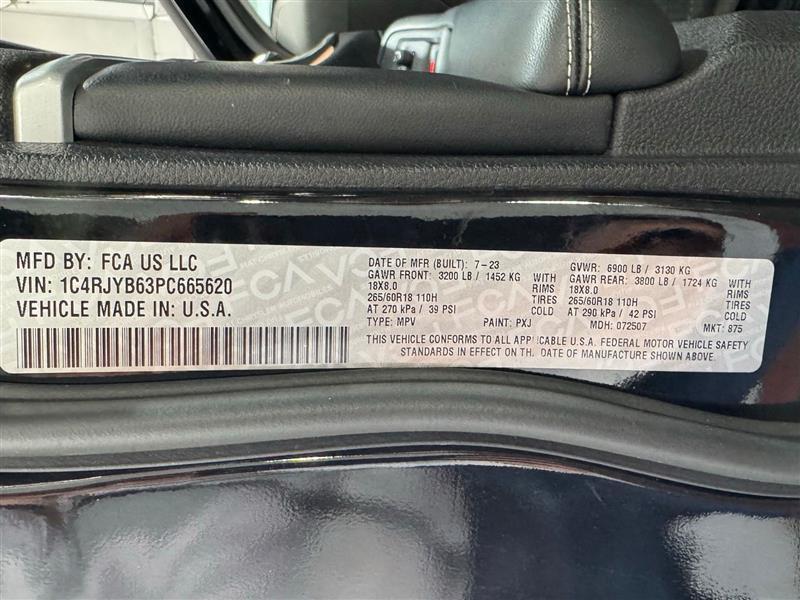 MFD BY: FCA US LLC
VIN: 1C4RJYB63PC665620
VEHICLE MADE IN: U.S.A.
DATE OF MFR (BUILT): 7-23 GVWR: 6900 LB / 3130 KG
GAWR FRONT: 3200 LB / 1452 KG GAWR REAR: 3800 LB / 1724 KG
18X8.0 RIMS 18X8.0 RIMS
265/60R18 110H TIRES 265/60R18 110H TIRES
AT 270 kPa / 39 PSI COLD AT 290 kPa / 42 PSI COLD
TYPE: MPV PAINT: PXJ MDH: 072507 MKT: 875
THIS VEHICLE CONFORMS TO ALL APPLICABLE U.S.A. FEDERAL MOTOR VEHICLE SAFETY
STANDARDS IN EFFECT ON TH. DATE OF MANUFACTURE SHOWN ABOVE.